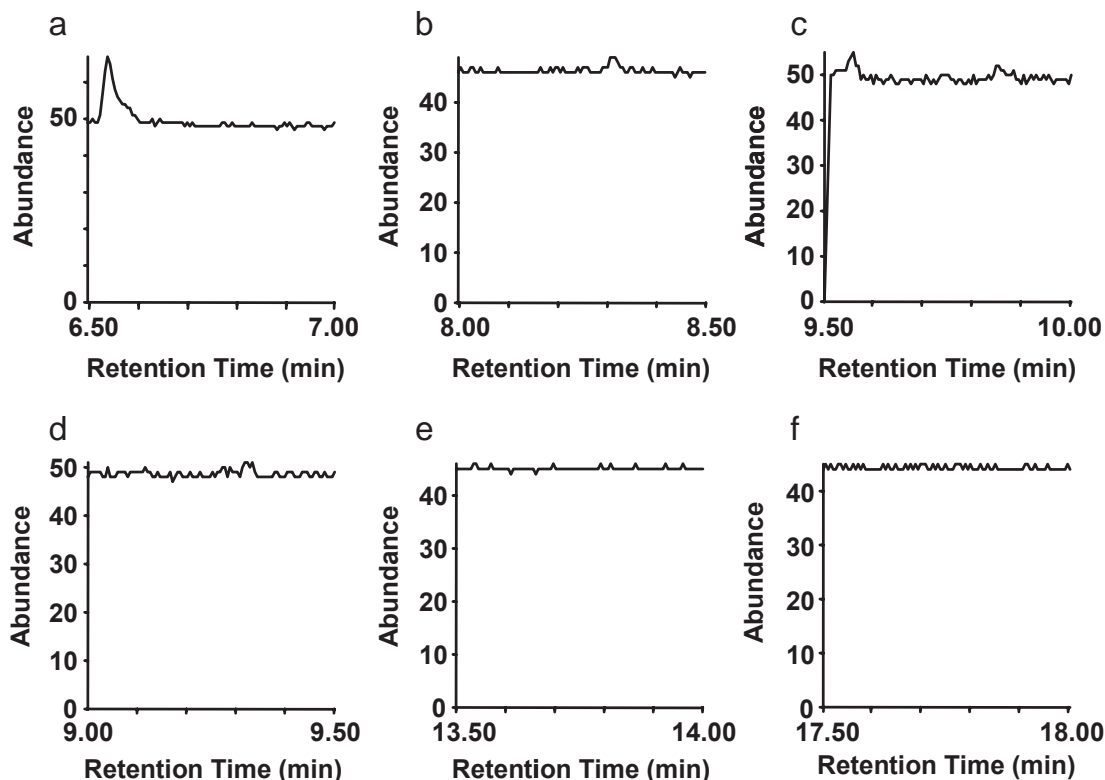 a
50
0
Abundance
6.50 7.00
Retention Time (min)
b
40
30
20
10
0
Abundance
8.00 8.50
Retention Time (min)
c
50
40
30
20
10
0
Abundance
9.50 10.00
Retention Time (min)
d
50
40
30
20
10
0
Abundance
9.00 9.50
Retention Time (min)
e
40
30
20
10
0
Abundance
13.50 14.00
Retention Time (min)
f
40
30
20
10
0
Abundance
17.50 18.00
Retention Time (min)